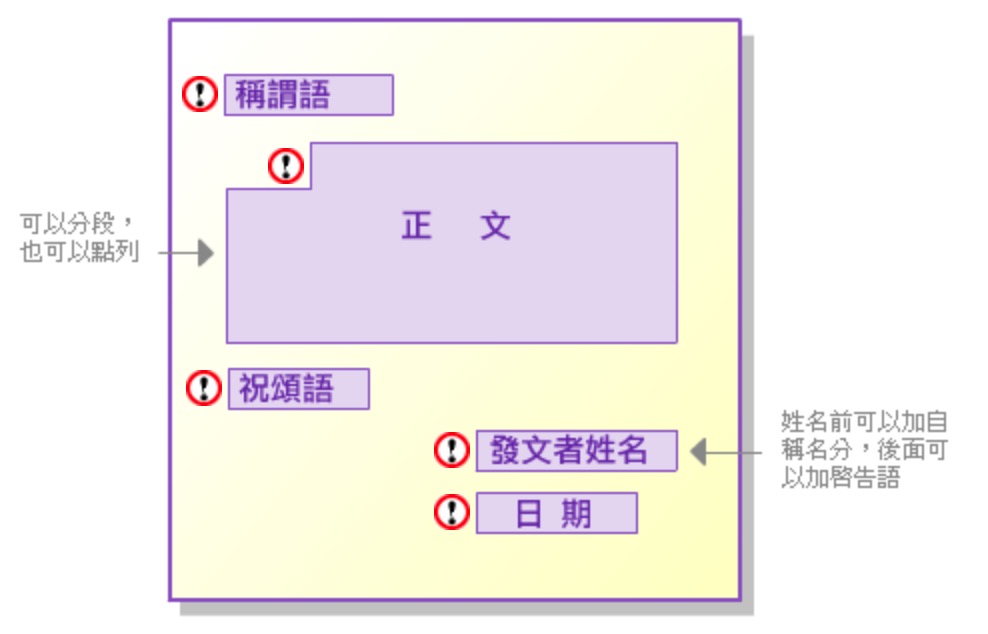 稱謂語
正 文
可以分段，
也可以點列
祝頌語
發文者姓名
日 期
姓名前可以加自
稱名分，後面可
以加啓告語